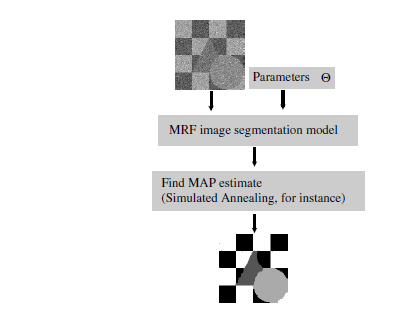 Parameters Θ
MRF image segmentation model
Find MAP estimate
(Simulated Annealing, for instance)